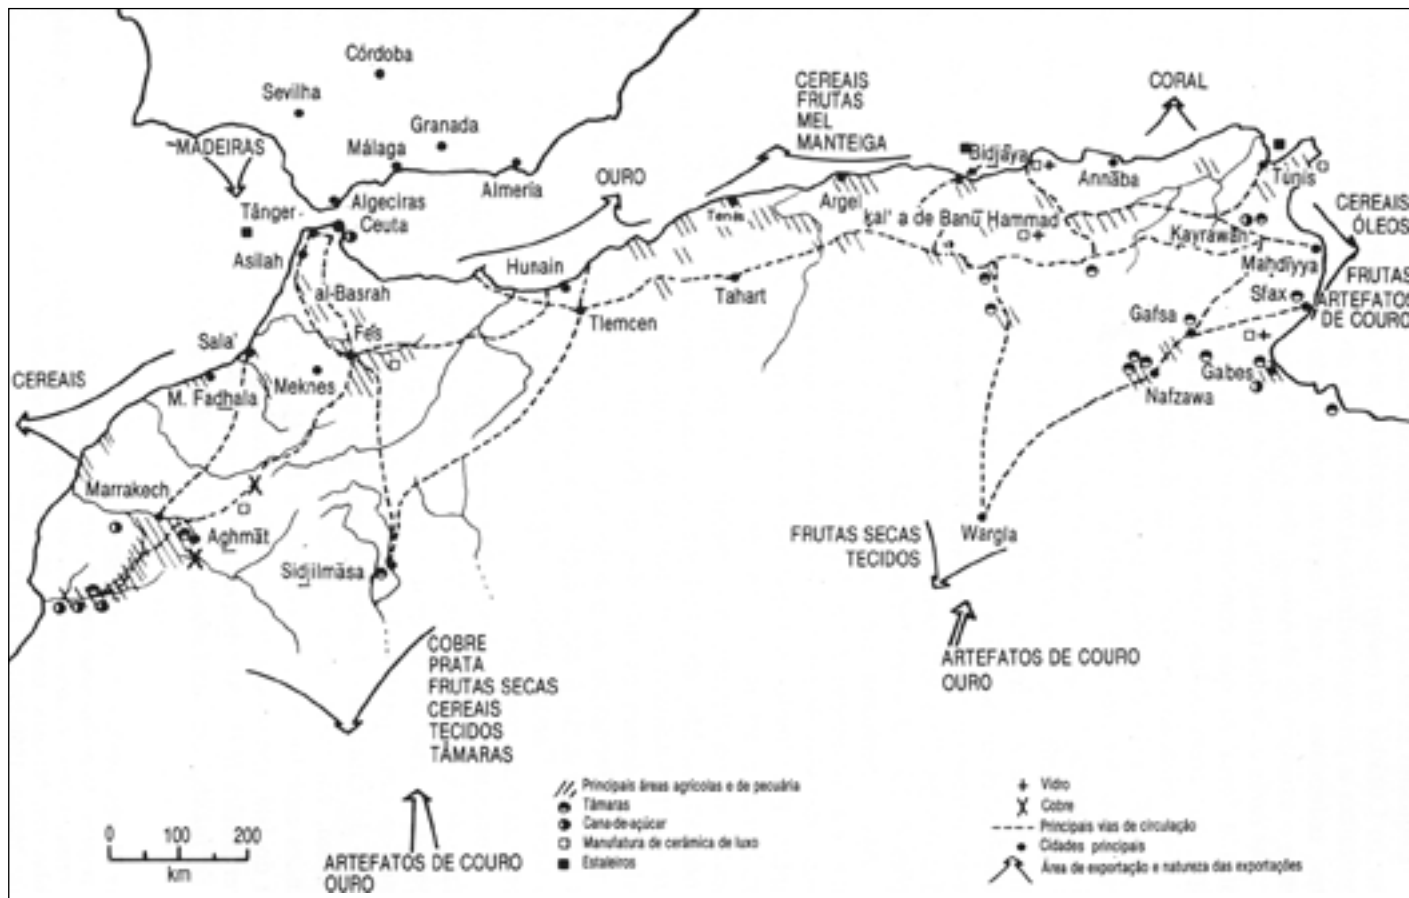 Córdoba
Sevilha
Granada
MADEIRAS
Málaga
Almería
Algeciras
Tânger
Ceuta
Asilah
al-Basrah
OURO
CEREAIS
FRUTAS
MEL
MANTEIGA
CORAL
Bidjāya
Annāba
Túnis
Argel
Tenés
kal' a de Banū Hammad
Kayrawān
CEREAIS
ÓLEOS
Mahdīyya
FRUTAS
ARTEFATOS
DE COURO
Sfax
Hunain
Tahart
Tlemcen
Gafsa
Gabes
Nafzawa
Fes
Sala'
Meknes
M. Fadhala
CEREAIS
Marrakech
Aghmāt
Sidjilmāsa
FRUTAS SECAS
TECIDOS
Wargla
ARTEFATOS DE COURO
OURO
COBRE
PRATA
FRUTAS SECAS
CEREAIS
TECIDOS
TÂMARAS
ARTEFATOS DE COURO
OURO
0 100 200
km
Principais áreas agrícolas e de pecuária
Tâmaras
Cana-de-açúcar
Manufatura de cerâmica de luxo
Estaleiros
Vidro
Cobre
Principais vias de circulação
Cidades principais
Área de exportação e natureza das exportações